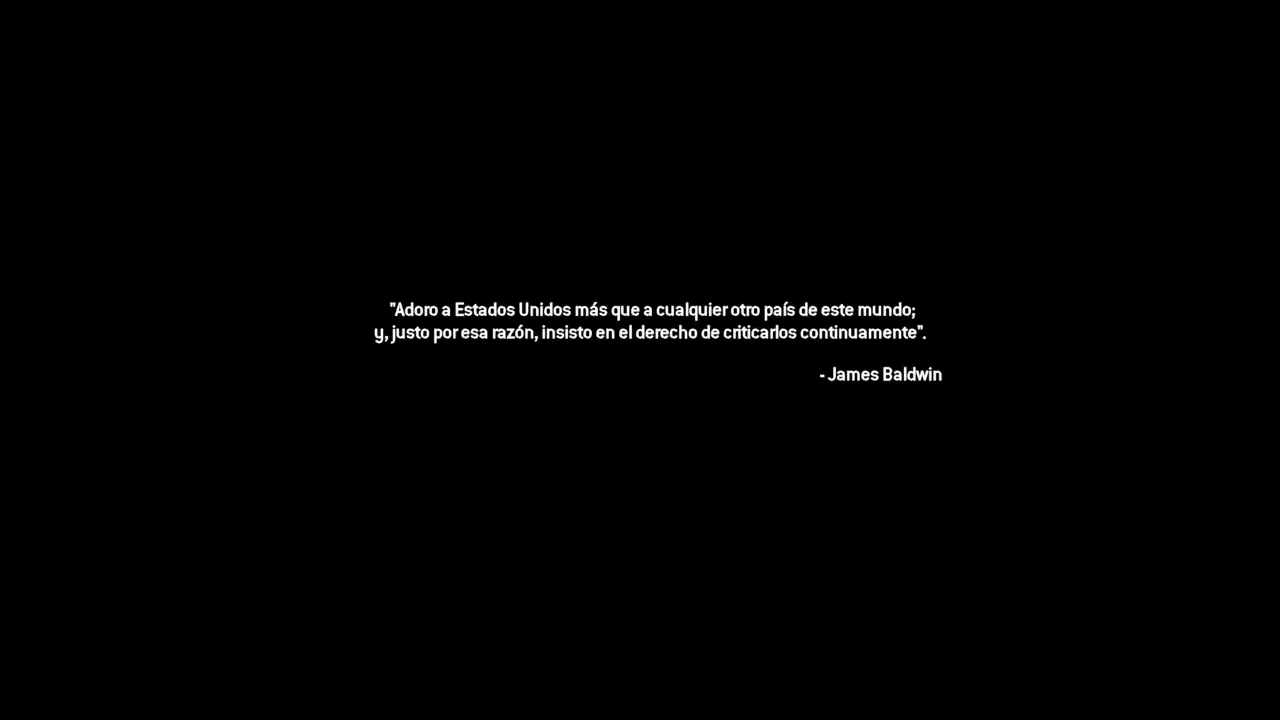 "Adoro a Estados Unidos más que a cualquier otro país de este mundo;
y, justo por esa razón, insisto en el derecho de criticarlos continuamente".
- James Baldwin